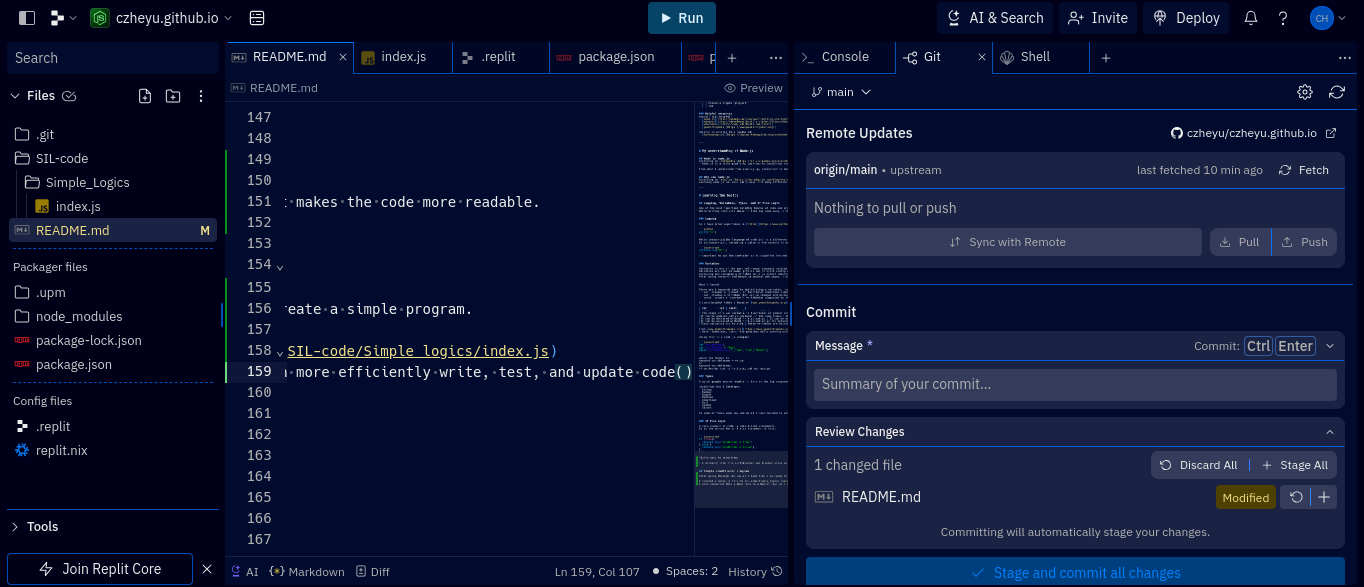 czheyu.github.io
Run
AI & Search
Invite
Deploy
CH
Search
Files
.git
SIL-code
Simple_Logics
index.js
README.md M
Packager files
.upm
node_modules
package-lock.json
package.json
Config files
.replit
replit.nix
Tools
Join Replit Core
README.md
index.js
.replit
package.json
README.md
Preview
147
148
149
150
151 makes·the·code·more·readable.
152
153
154
155
156 reate·a·simple·program.
157
158 SIL-code/Simple_logics/index.js)
159 more·efficiently·write,·test,·and·update·code()
160
161
162
163
164
165
166
167
AI
Markdown
Diff
Ln 159, Col 107
Spaces: 2
History
Console
Git
Shell
main
Remote Updates
czheyu/czheyu.github.io
origin/main • upstream
last fetched 10 min ago
Fetch
Nothing to pull or push
Sync with Remote
Pull
Push
Commit
Message *
Commit: Ctrl Enter
Summary of your commit...
Review Changes
1 changed file
Discard All
Stage All
README.md
Modified
Committing will automatically stage your changes.
Stage and commit all changes